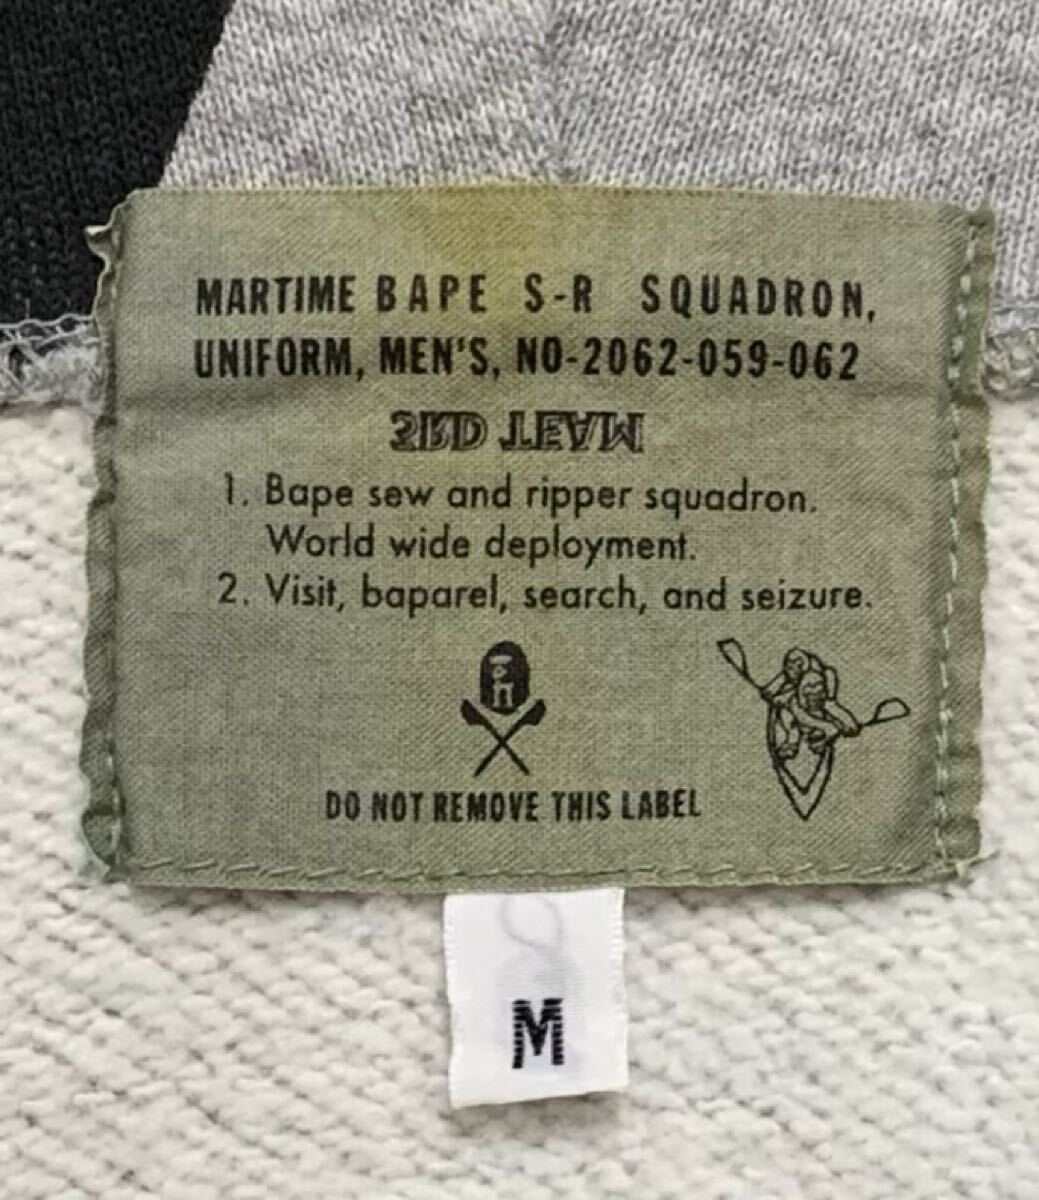 MARTIME BAPE S-R SQUADRON,
UNIFORM, MEN'S, NO-2062-059-062
3RD TEAM
1. Bape sew and ripper squadron.
World wide deployment.
2. Visit, baparel, search, and seizure.
DO NOT REMOVE THIS LABEL
M